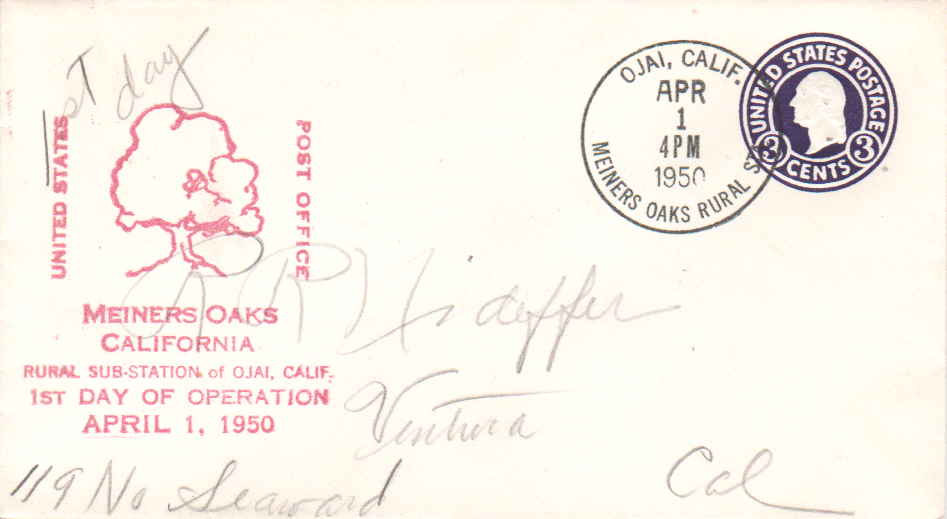 1st day
UNITED STATES
POST OFFICE
MEINERS OAKS
CALIFORNIA
RURAL SUB-STATION of OJAI, CALIF.
1ST DAY OF OPERATION
APRIL 1, 1950
OJAI, CALIF.
APR
1
4 PM
1950
MEINERS OAKS RURAL STA
UNITED STATES POSTAGE
3 CENTS 3
Ventura
Cal
119 No Seaward